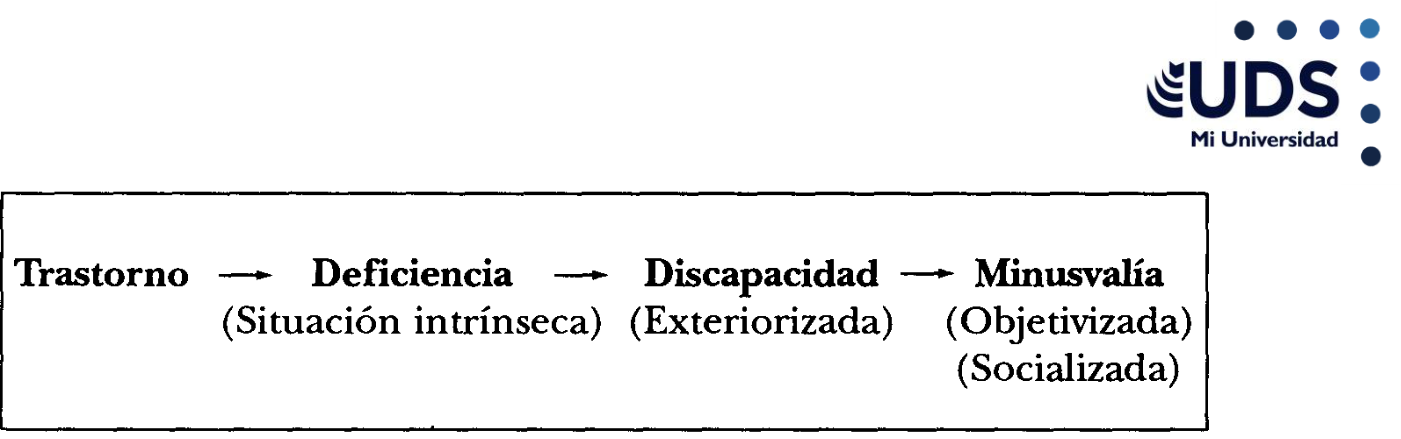 UDS
Mi Universidad
Trastorno → Deficiencia → Discapacidad → Minusvalía
(Situación intrínseca) (Exteriorizada) (Objetivizada)
(Socializada)